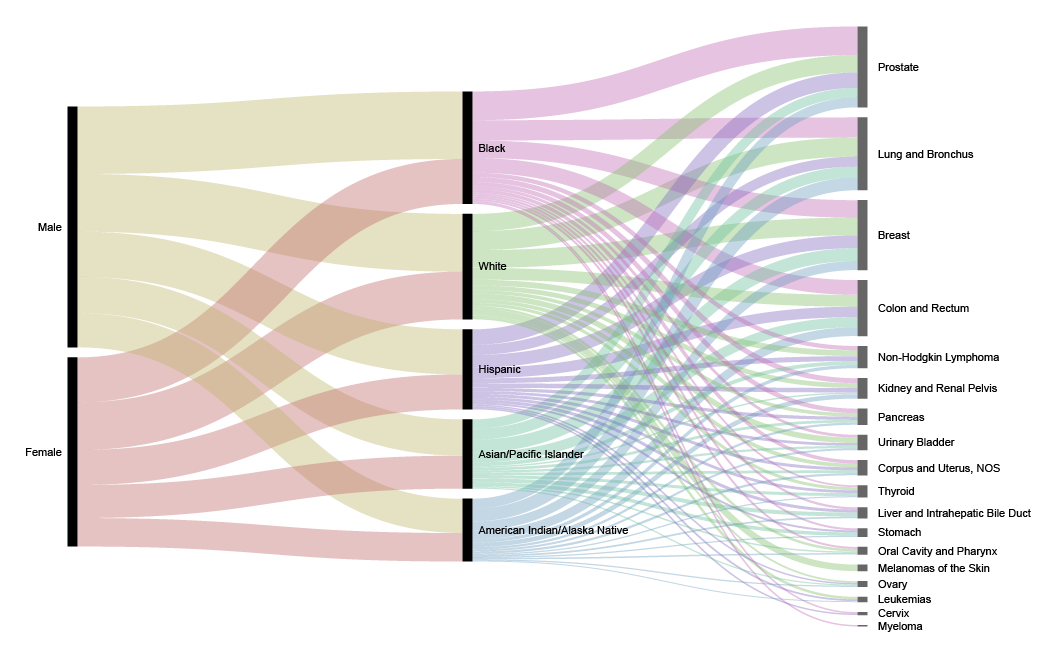 Male
Female
Black
White
Hispanic
Asian/Pacific Islander
American Indian/Alaska Native
Prostate
Lung and Bronchus
Breast
Colon and Rectum
Non-Hodgkin Lymphoma
Kidney and Renal Pelvis
Pancreas
Urinary Bladder
Corpus and Uterus, NOS
Thyroid
Liver and Intrahepatic Bile Duct
Stomach
Oral Cavity and Pharynx
Melanomas of the Skin
Ovary
Leukemias
Cervix
Myeloma